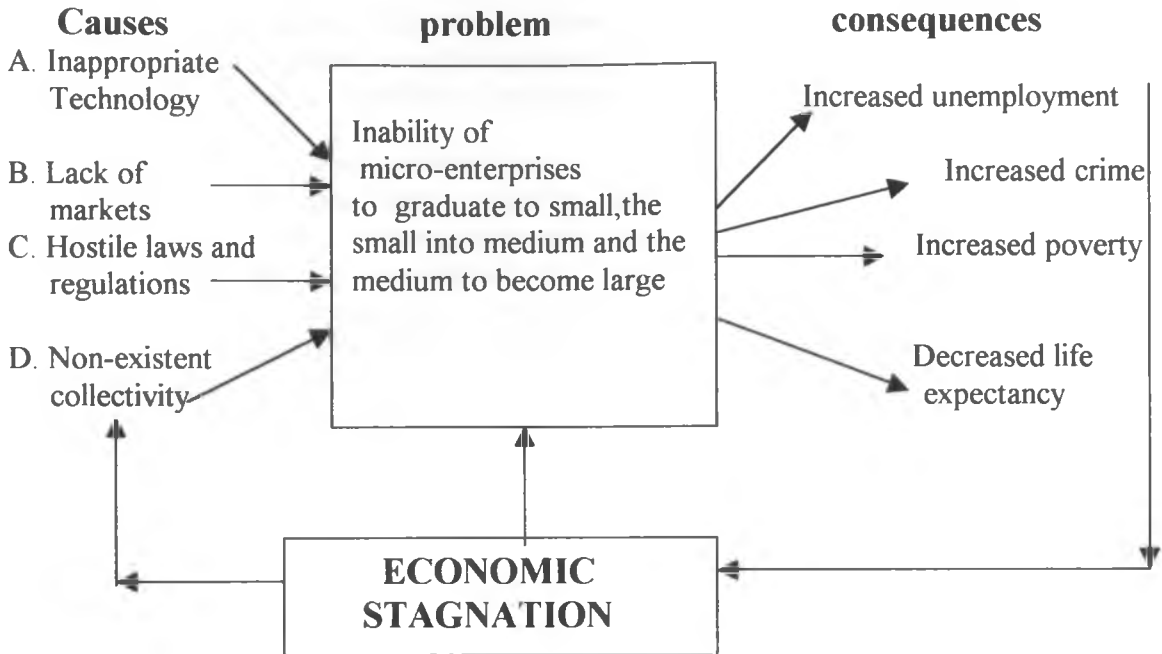 Causes
problem
consequences
A. Inappropriate
Technology
B. Lack of
markets
C. Hostile laws and
regulations
D. Non-existent
collectivity
Inability of
micro-enterprises
to graduate to small,the
small into medium and the
medium to become large
Increased unemployment
Increased crime
Increased poverty
Decreased life
expectancy
ECONOMIC
STAGNATION